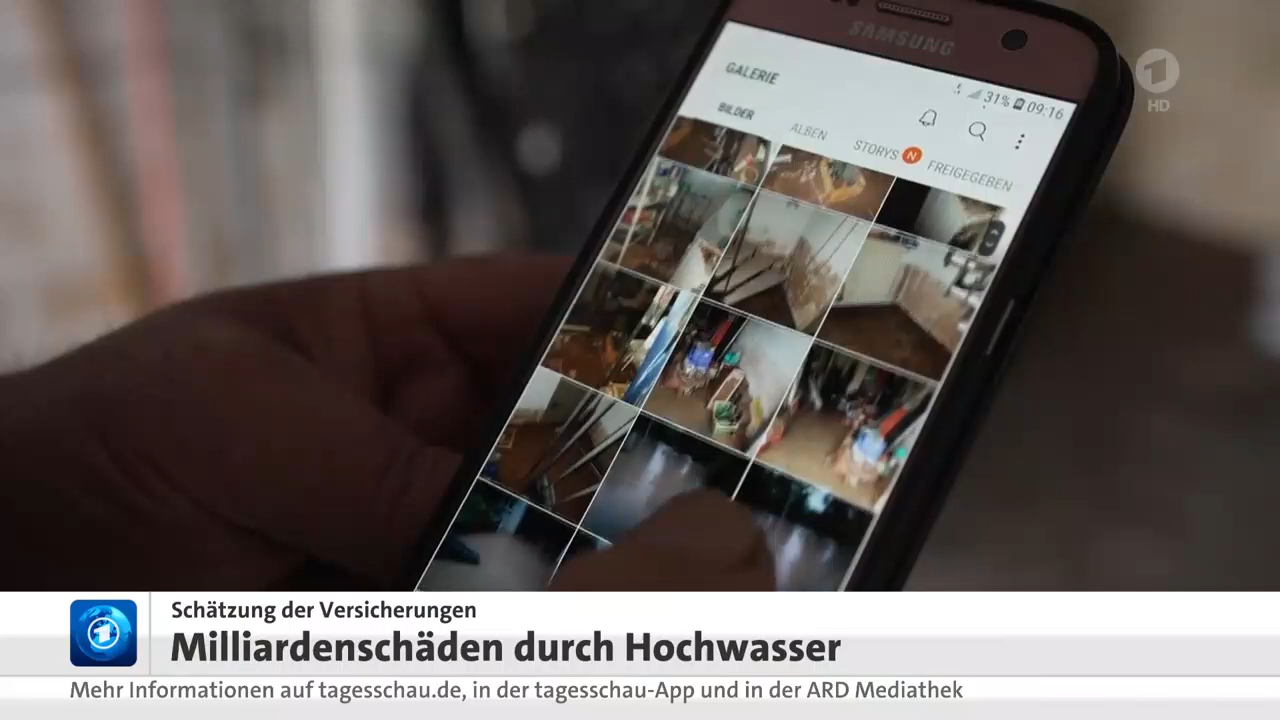 SAMSUNG
GALERIE
31% 09:16
BILDER ALBEN STORYS N FREIGEGEBEN
1
HD
Schätzung der Versicherungen
Milliardenschäden durch Hochwasser
Mehr Informationen auf tagesschau.de, in der tagesschau-App und in der ARD Mediathek